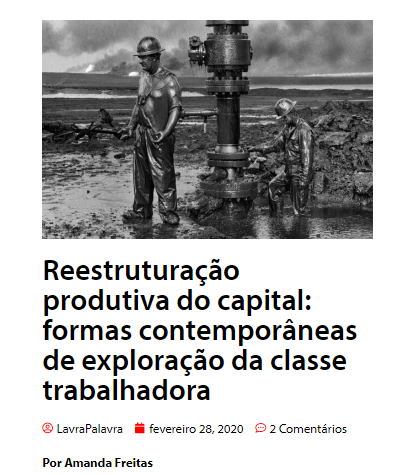 Reestruturação
produtiva do capital:
formas contemporâneas
de exploração da classe
trabalhadora
LavraPalavra fevereiro 28, 2020 2 Comentários
Por Amanda Freitas